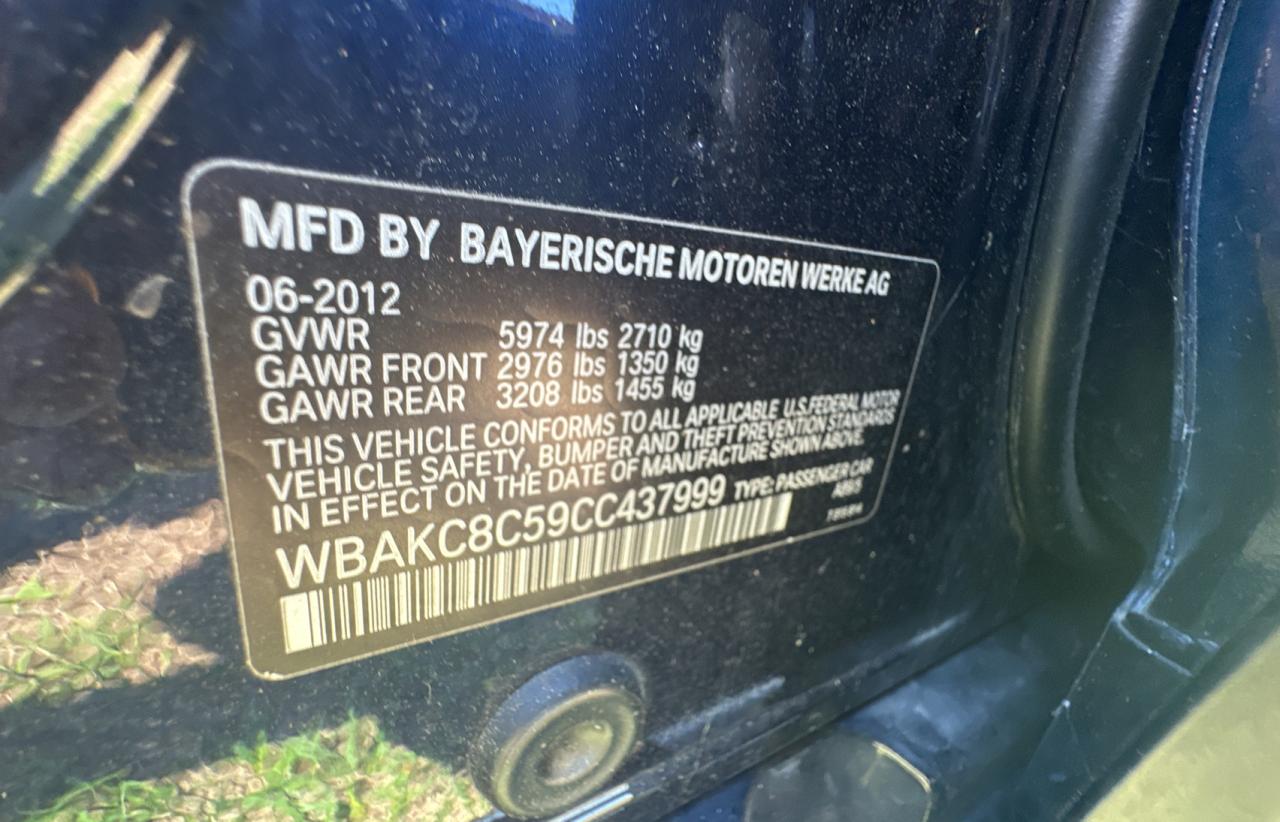 MFD BY BAYERISCHE MOTOREN WERKE AG
06-2012
GVWR 5974 lbs 2710 kg
GAWR FRONT 2976 lbs 1350 kg
GAWR REAR 3208 lbs 1455 kg
THIS VEHICLE CONFORMS TO ALL APPLICABLE U.S.FEDERAL MOTOR
VEHICLE SAFETY, BUMPER AND THEFT PREVENTION STANDARDS
IN EFFECT ON THE DATE OF MANUFACTURE SHOWN ABOVE.
WBAKC8C59CC437999 TYPE: PASSENGER CAR